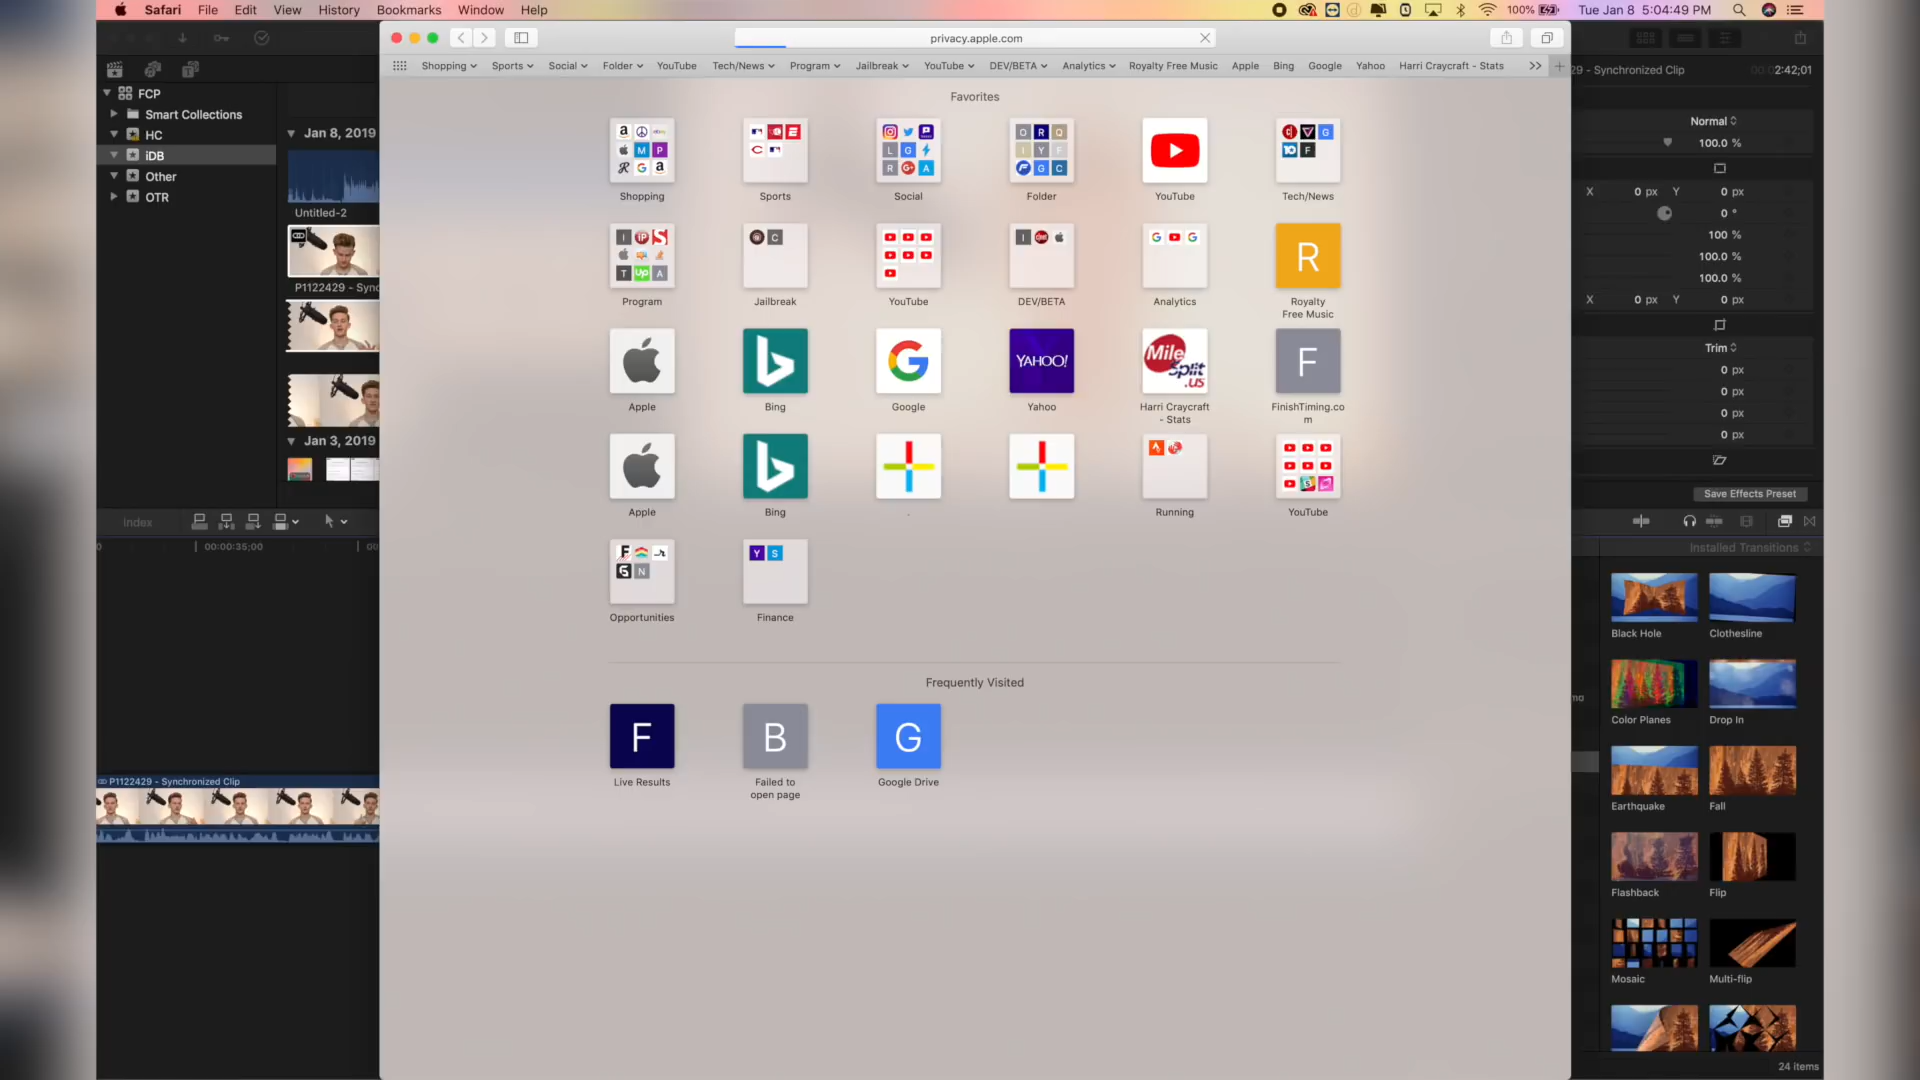 Safari File Edit View History Bookmarks Window Help
100% Tue Jan 8 5:04:49 PM
privacy.apple.com
Shopping Sports Social Folder YouTube Tech/News Program Jailbreak YouTube DEV/BETA Analytics Royalty Free Music Apple Bing Google Yahoo Harri Craycraft - Stats >>
FCP
Smart Collections
HC
iDB
Other
OTR
Jan 8, 2019
Untitled-2
P1122429 - Sync
Jan 3, 2019
Index
00:00:35;00
P1122429 - Synchronized Clip
Favorites
Shopping Sports Social Folder YouTube Tech/News
Program Jailbreak YouTube DEV/BETA Analytics Royalty
Free Music
R
YAHOO!
Mile
Split
.us
F
Apple Bing Google Yahoo Harri Craycraft
- Stats
FinishTiming.co
m
Apple Bing . Running YouTube
Opportunities Finance
Frequently Visited
F B G
Live Results Failed to
open page
Google Drive
29 - Synchronized Clip 00:00:2:42;01
Normal
100.0 %
X 0 px Y 0 px
0 °
100 %
100.0 %
100.0 %
X 0 px Y 0 px
Trim
0 px
0 px
0 px
0 px
Save Effects Preset
Installed Transitions
Black Hole Clothesline
Color Planes Drop In
Earthquake Fall
Flashback Flip
Mosaic Multi-flip
24 items